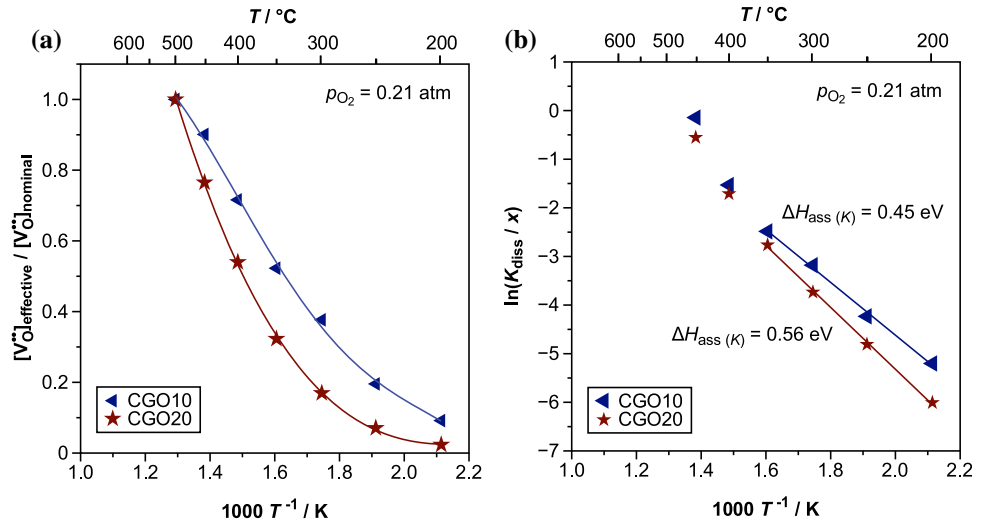 (a)
T / °C
600 500 400 300 200
p O₂ = 0.21 atm
[V••O]effective / [V••O]nominal
1.0
0.8
0.6
0.4
0.2
0
CGO10
CGO20
1.0 1.2 1.4 1.6 1.8 2.0 2.2
1000 T⁻¹ / K
(b)
T / °C
600 500 400 300 200
p O₂ = 0.21 atm
ln(Kdiss / x)
1
0
−1
−2
−3
−4
−5
−6
−7
ΔHass (K) = 0.45 eV
ΔHass (K) = 0.56 eV
CGO10
CGO20
1.0 1.2 1.4 1.6 1.8 2.0 2.2
1000 T⁻¹ / K